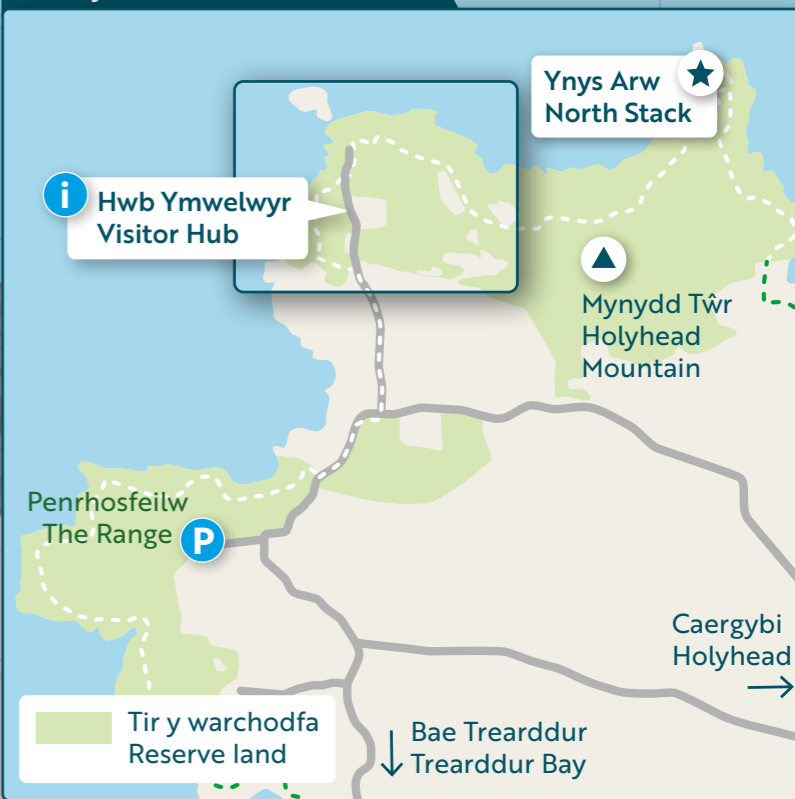 Ynys Arw
North Stack
i
Hwb Ymwelwyr
Visitor Hub
Mynydd Tŵr
Holyhead
Mountain
Penrhosfeilw
The Range
P
Caergybi
Holyhead
Tir y warchodfa
Reserve land
Bae Trearddur
Trearddur Bay